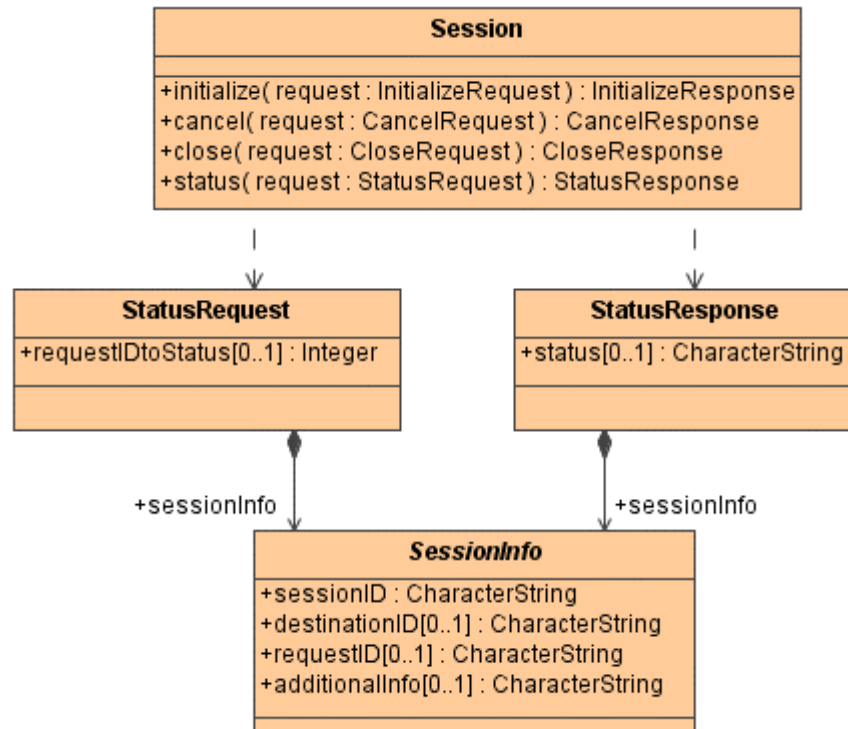 Session
+initialize( request : InitializeRequest ) : InitializeResponse
+cancel( request : CancelRequest ) : CancelResponse
+close( request : CloseRequest ) : CloseResponse
+status( request : StatusRequest ) : StatusResponse
StatusRequest
+requestIDtoStatus[0..1] : Integer
StatusResponse
+status[0..1] : CharacterString
+sessionInfo
+sessionInfo
SessionInfo
+sessionID : CharacterString
+destinationID[0..1] : CharacterString
+requestID[0..1] : CharacterString
+additionalInfo[0..1] : CharacterString